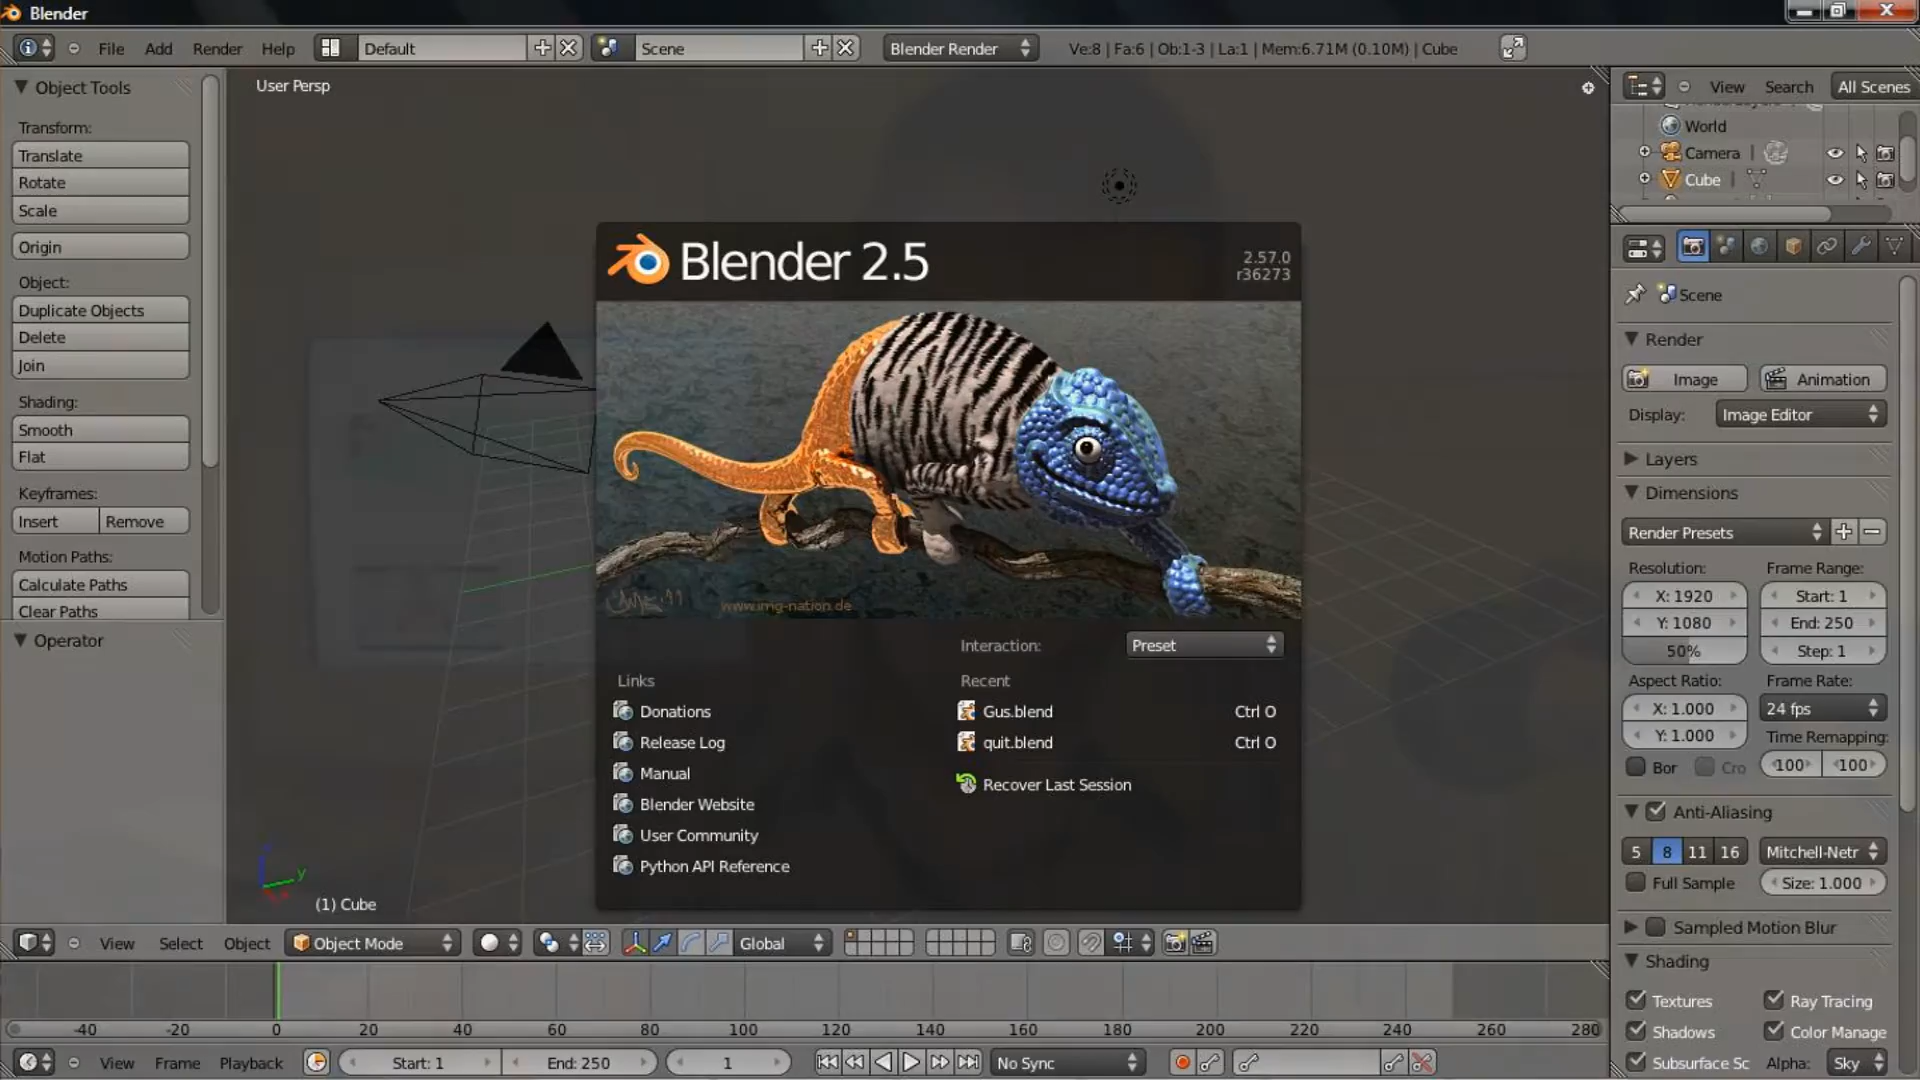 Blender
File Add Render Help Default Scene Blender Render Ve:8 | Fa:6 | Ob:1-3 | La:1 | Mem:6.71M (0.10M) | Cube
Object Tools
Transform:
Translate
Rotate
Scale
Origin
Object:
Duplicate Objects
Delete
Join
Shading:
Smooth
Flat
Keyframes:
Insert Remove
Motion Paths:
Calculate Paths
Clear Paths
Operator
User Persp
Blender 2.5
2.57.0
r36273
www.img-nation.de
Interaction: Preset
Links
Donations
Release Log
Manual
Blender Website
User Community
Python API Reference
Recent
Gus.blend Ctrl O
quit.blend Ctrl O
Recover Last Session
y
(1) Cube
View Search All Scenes
World
Camera
Cube
Scene
Render
Image Animation
Display: Image Editor
Layers
Dimensions
Render Presets
Resolution: Frame Range:
X: 1920 Start: 1
Y: 1080 End: 250
50% Step: 1
Aspect Ratio: Frame Rate:
X: 1.000 24 fps
Y: 1.000 Time Remapping:
Bor Cro 100 100
Anti-Aliasing
5 8 11 16 Mitchell-Netr
Full Sample Size: 1.000
Sampled Motion Blur
Shading
Textures Ray Tracing
Shadows Color Manage
Subsurface Sc Alpha: Sky
View Select Object Object Mode Global
-40 -20 0 20 40 60 80 100 120 140 160 180 200 220 240 260 280
View Frame Playback Start: 1 End: 250 1 No Sync